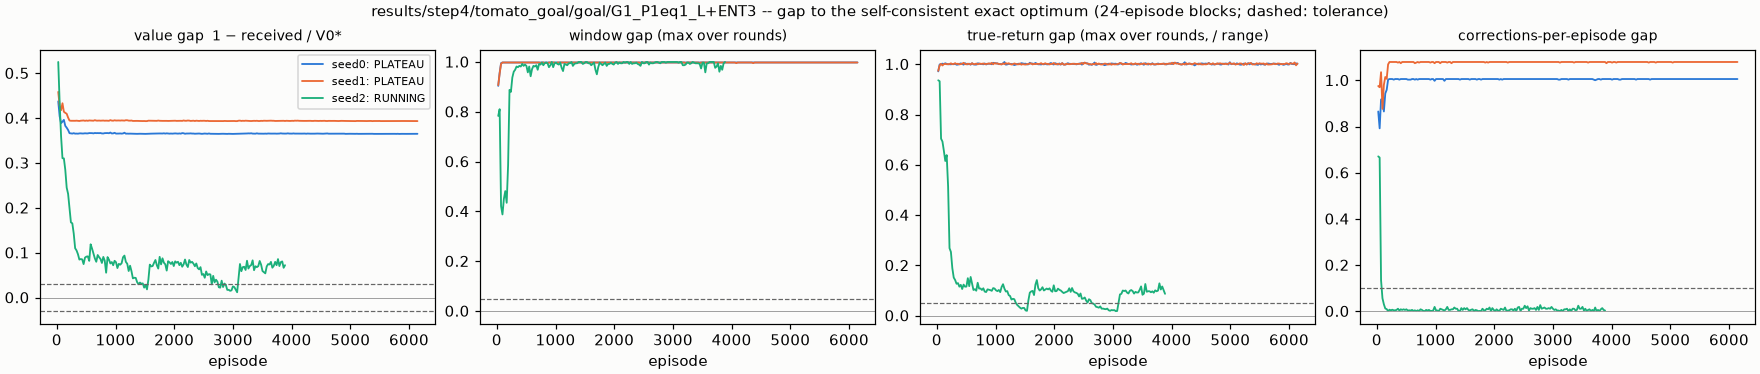 results/step4/tomato_goal/goal/G1_P1eq1_L+ENT3 -- gap to the self-consistent exact optimum (24-episode blocks; dashed: tolerance)
value gap 1 − received / V0*
0.5
0.4
0.3
0.2
0.1
0.0
0 1000 2000 3000 4000 5000 6000
episode
seed0: PLATEAU
seed1: PLATEAU
seed2: RUNNING
window gap (max over rounds)
1.0
0.8
0.6
0.4
0.2
0.0
0 1000 2000 3000 4000 5000 6000
episode
true-return gap (max over rounds, / range)
1.0
0.8
0.6
0.4
0.2
0.0
0 1000 2000 3000 4000 5000 6000
episode
corrections-per-episode gap
1.0
0.8
0.6
0.4
0.2
0.0
0 1000 2000 3000 4000 5000 6000
episode